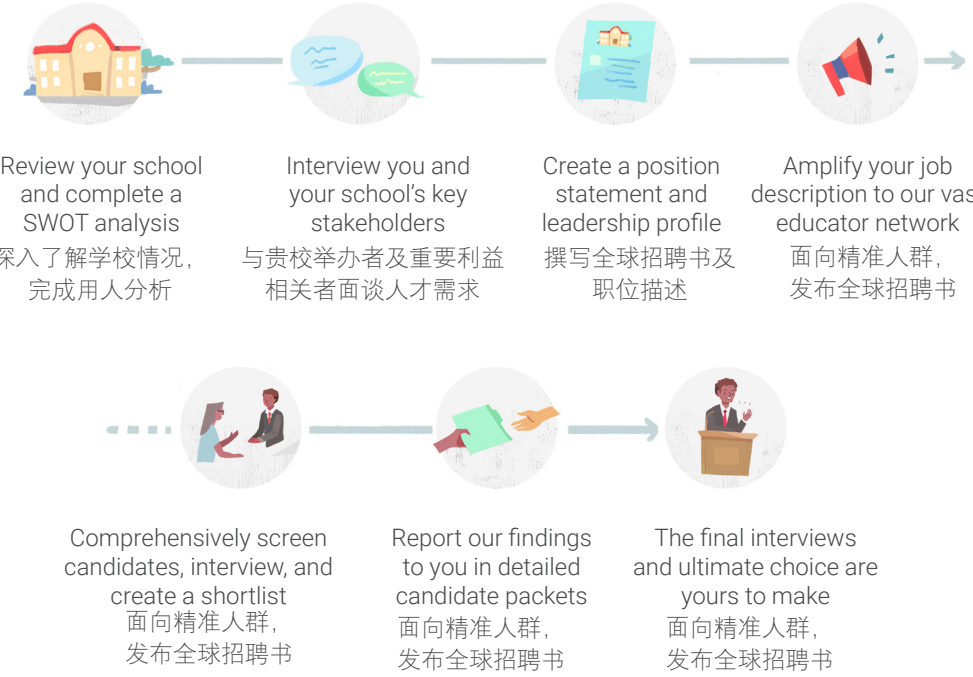 Review your school
and complete a
SWOT analysis
深入了解学校情况，
完成用人分析
Interview you and
your school’s key
stakeholders
与贵校举办者及重要利益
相关者面谈人才需求
Create a position
statement and
leadership profile
撰写全球招聘书及
职位描述
Amplify your job
description to our vas
educator network
面向精准人群，
发布全球招聘书
Comprehensively screen
candidates, interview, and
create a shortlist
面向精准人群，
发布全球招聘书
Report our findings
to you in detailed
candidate packets
面向精准人群，
发布全球招聘书
The final interviews
and ultimate choice are
yours to make
面向精准人群，
发布全球招聘书